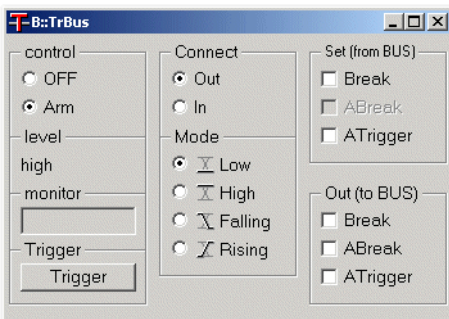 B::TrBus
control
OFF
Arm
level
high
monitor
Trigger
Trigger
Connect
Out
In
Mode
Low
High
Falling
Rising
Set (from BUS)
Break
ABreak
ATrigger
Out (to BUS)
Break
ABreak
ATrigger